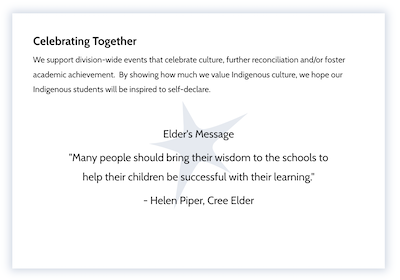 Celebrating Together
We support division-wide events that celebrate culture, further reconciliation and/or foster
academic achievement.  By showing how much we value Indigenous culture, we hope our
Indigenous students will be inspired to self-declare.
Elder's Message
"Many people should bring their wisdom to the schools to
help their children be successful with their learning."
- Helen Piper, Cree Elder